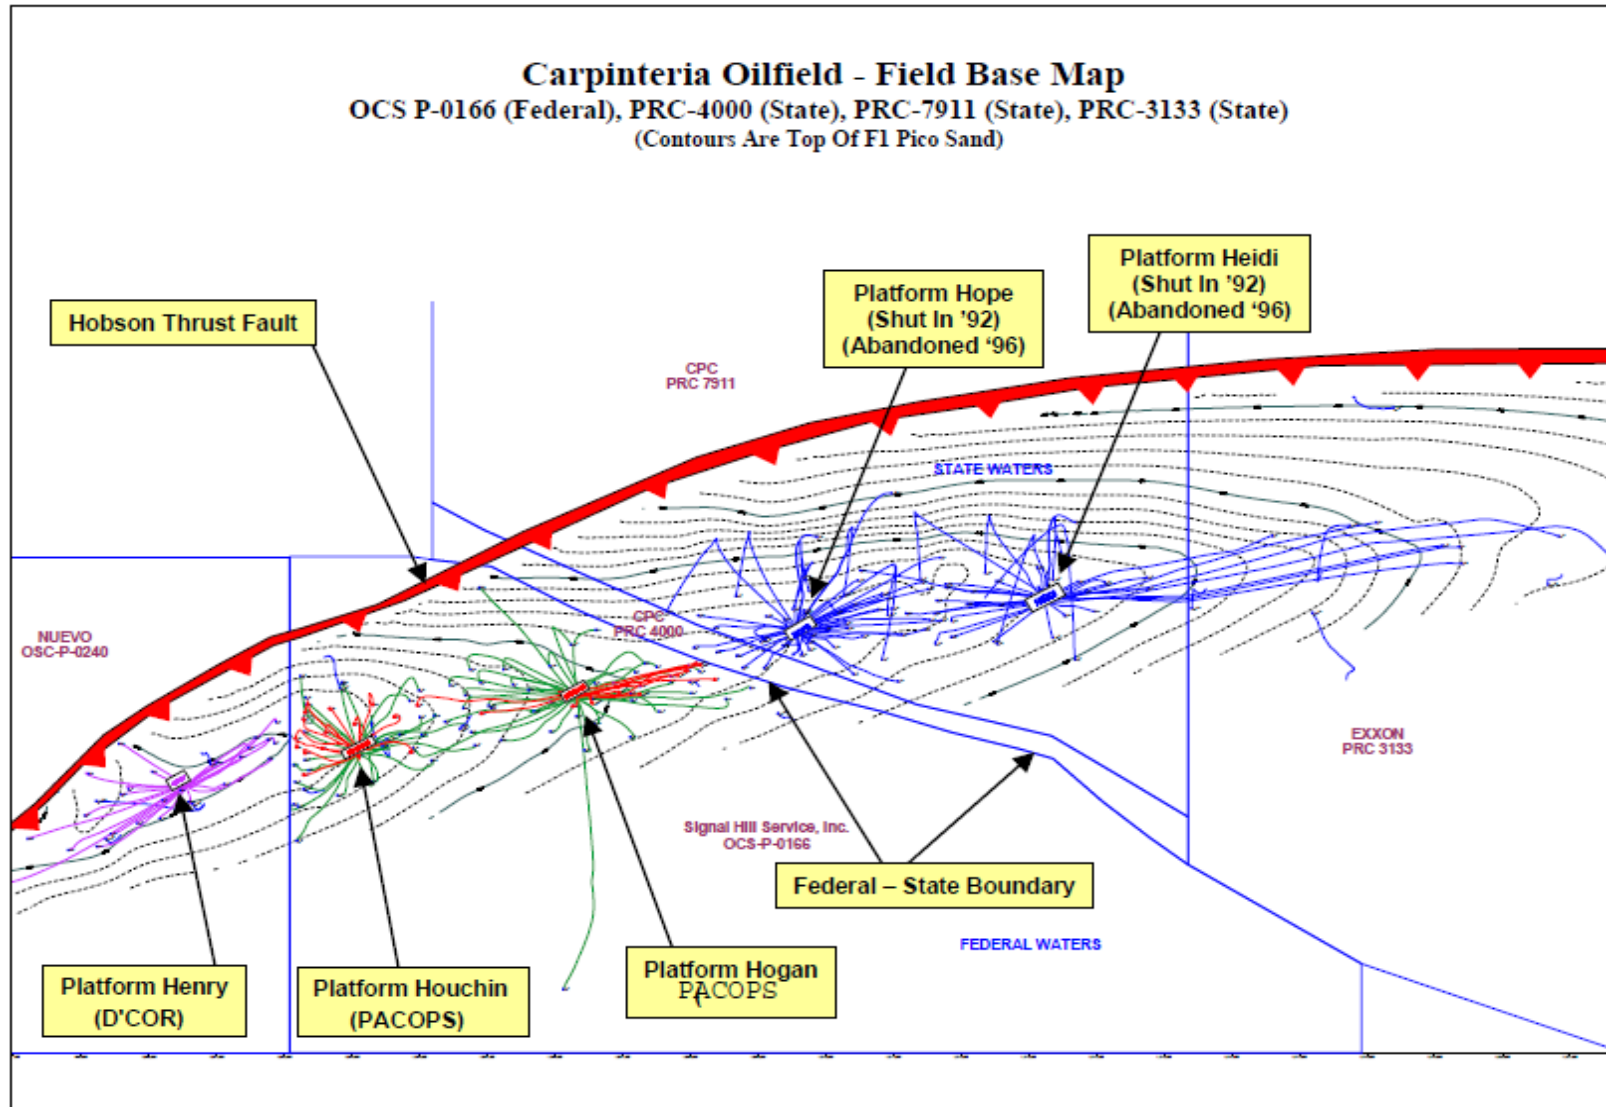 Carpinteria Oilfield - Field Base Map
OCS P-0166 (Federal), PRC-4000 (State), PRC-7911 (State), PRC-3133 (State)
(Contours Are Top Of F1 Pico Sand)
Platform Heidi
(Shut In '92)
(Abandoned '96)
Platform Hope
(Shut In '92)
(Abandoned '96)
Hobson Thrust Fault
CPC
PRC 7911
STATE WATERS
CPC
PRC 4000
NUEVO
OSC-P-0240
EXXON
PRC 3133
Signal Hill Service, Inc.
OCS-P-0166
Federal – State Boundary
FEDERAL WATERS
Platform Henry
(D'COR)
Platform Houchin
(PACOPS)
Platform Hogan
(PACOPS